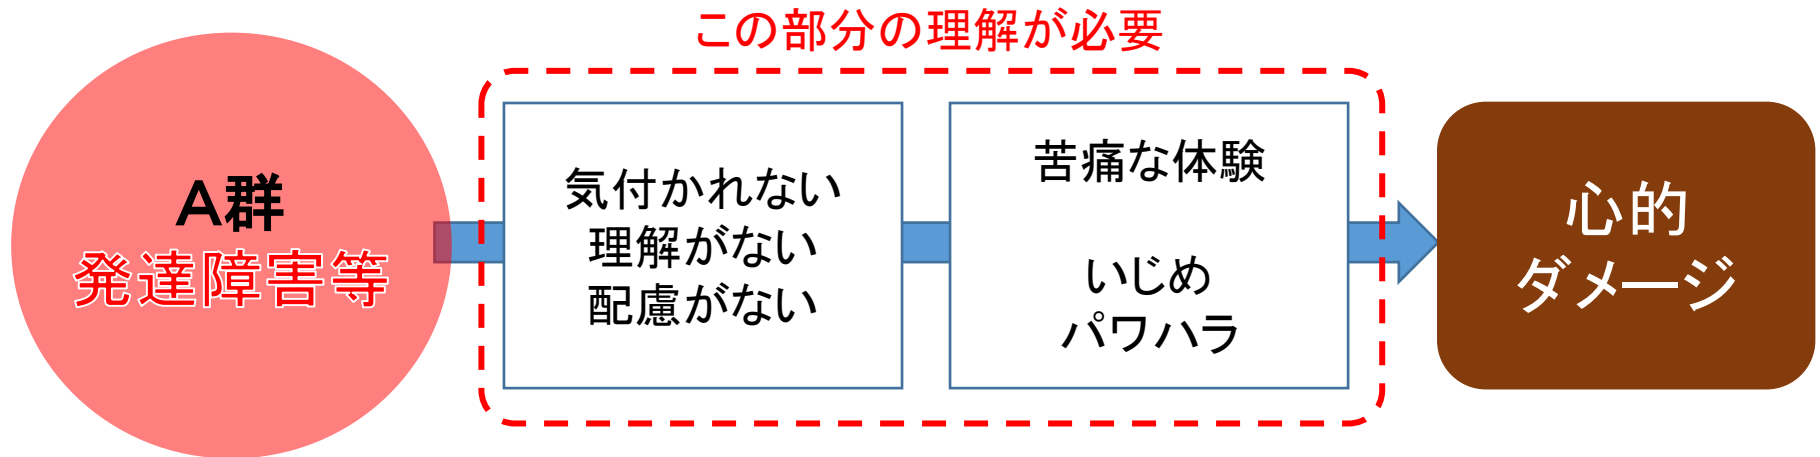 この部分の理解が必要
A群
発達障害等
気付かれない
理解がない
配慮がない
苦痛な体験
いじめ
パワハラ
心的
ダメージ